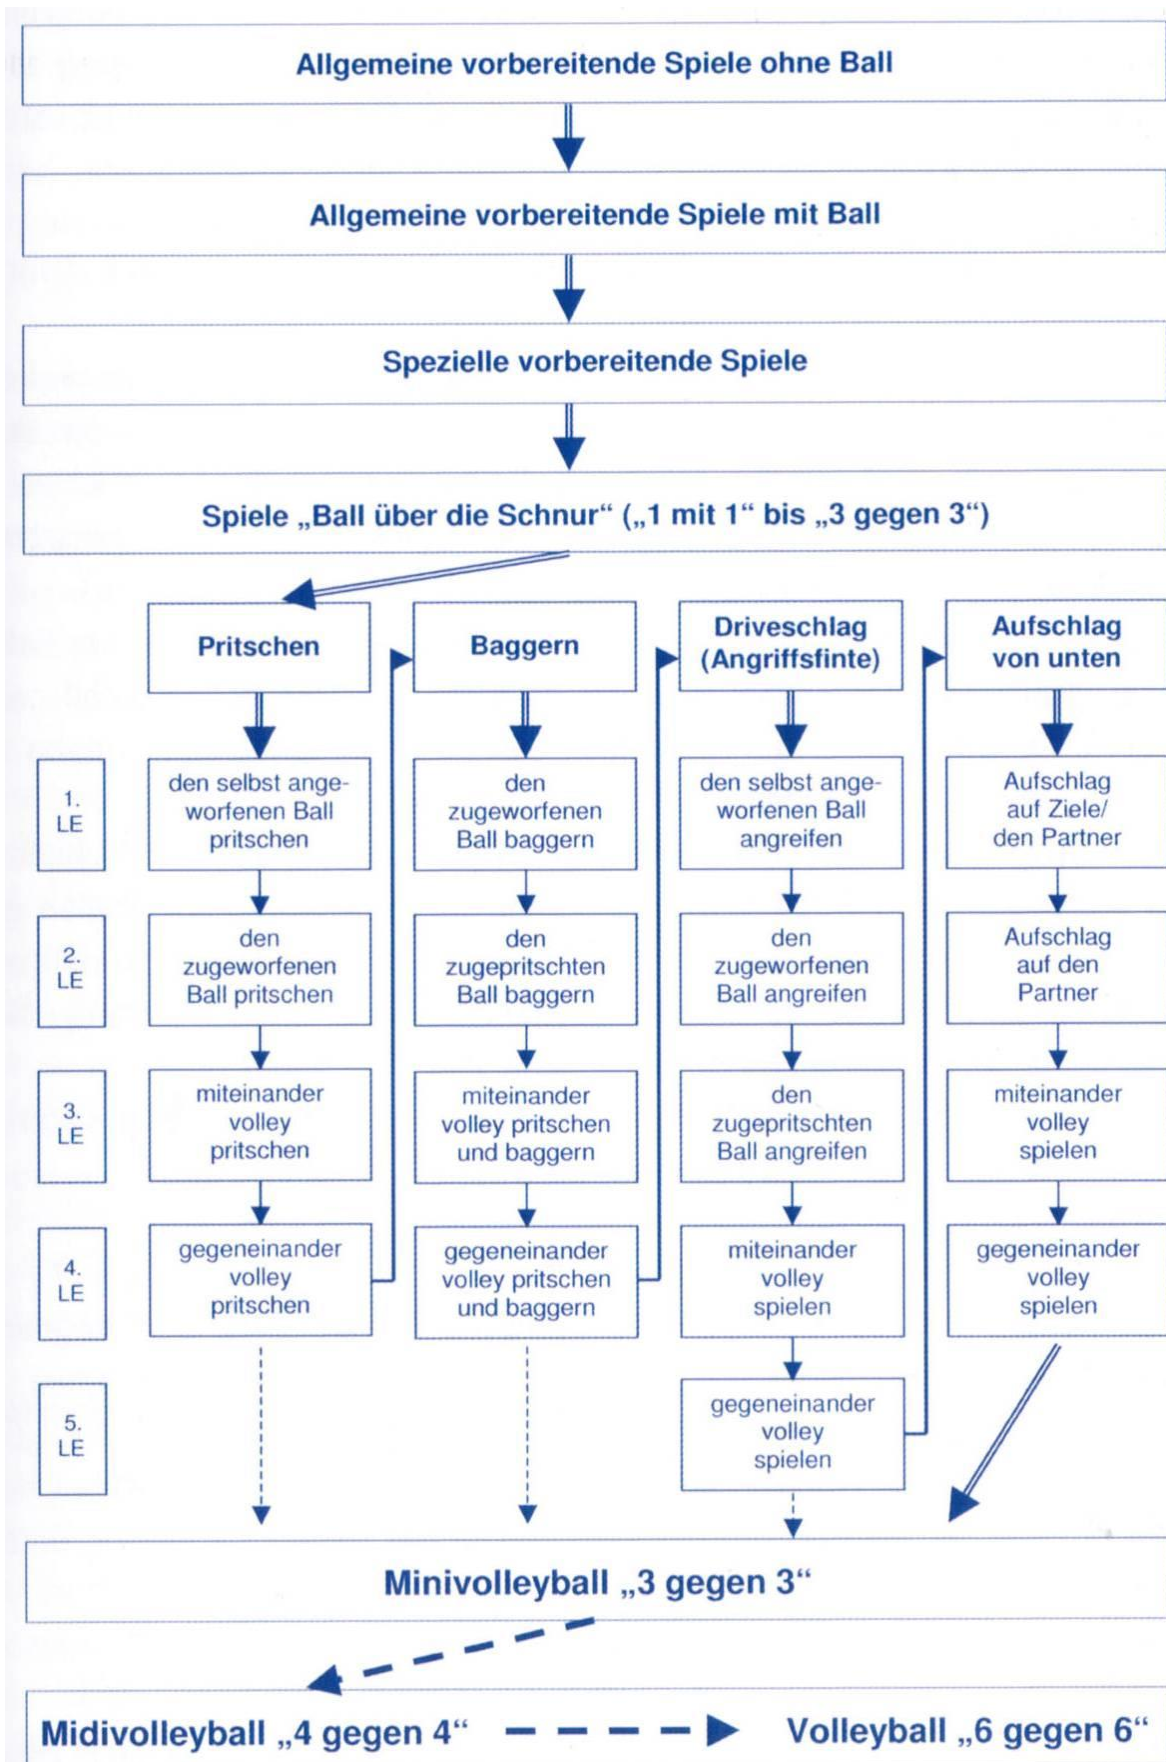 Allgemeine vorbereitende Spiele ohne Ball
Allgemeine vorbereitende Spiele mit Ball
Spezielle vorbereitende Spiele
Spiele „Ball über die Schnur“ („1 mit 1“ bis „3 gegen 3“)
Pritschen
Baggern
Driveschlag
(Angriffsfinte)
Aufschlag
von unten
1.
LE
den selbst ange-
worfenen Ball
pritschen
den
zugeworfenen
Ball baggern
den selbst ange-
worfenen Ball
angreifen
Aufschlag
auf Ziele/
den Partner
2.
LE
den
zugeworfenen
Ball pritschen
den
zugepritschten
Ball baggern
den
zugeworfenen
Ball angreifen
Aufschlag
auf den
Partner
3.
LE
miteinander
volley
pritschen
miteinander
volley pritschen
und baggern
den
zugepritschten
Ball angreifen
miteinander
volley
spielen
4.
LE
gegeneinander
volley
pritschen
gegeneinander
volley pritschen
und baggern
miteinander
volley
spielen
gegeneinander
volley
spielen
5.
LE
gegeneinander
volley
spielen
Minivolleyball „3 gegen 3“
Midivolleyball „4 gegen 4“
Volleyball „6 gegen 6“